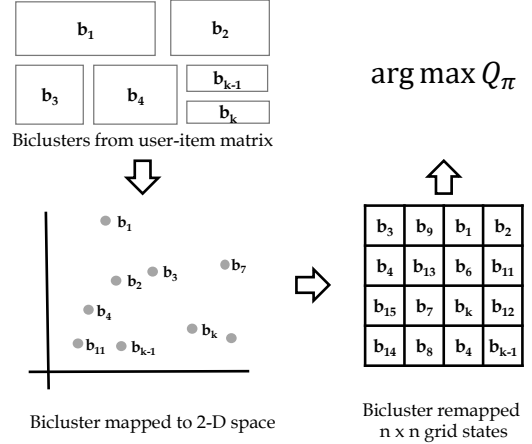 b₁ b₂
b₃ b₄ bₖ₋₁
bₖ
Biclusters from user-item matrix
arg max Q_π
b₁
b₂ b₃ b₇
b₄ bₖ
b₁₁ bₖ₋₁
Bicluster mapped to 2-D space
b₃ b₉ b₁ b₂
b₄ b₁₃ b₆ b₁₁
b₁₅ b₇ bₖ b₁₂
b₁₄ b₈ b₄ bₖ₋₁
Bicluster remapped
n x n grid states